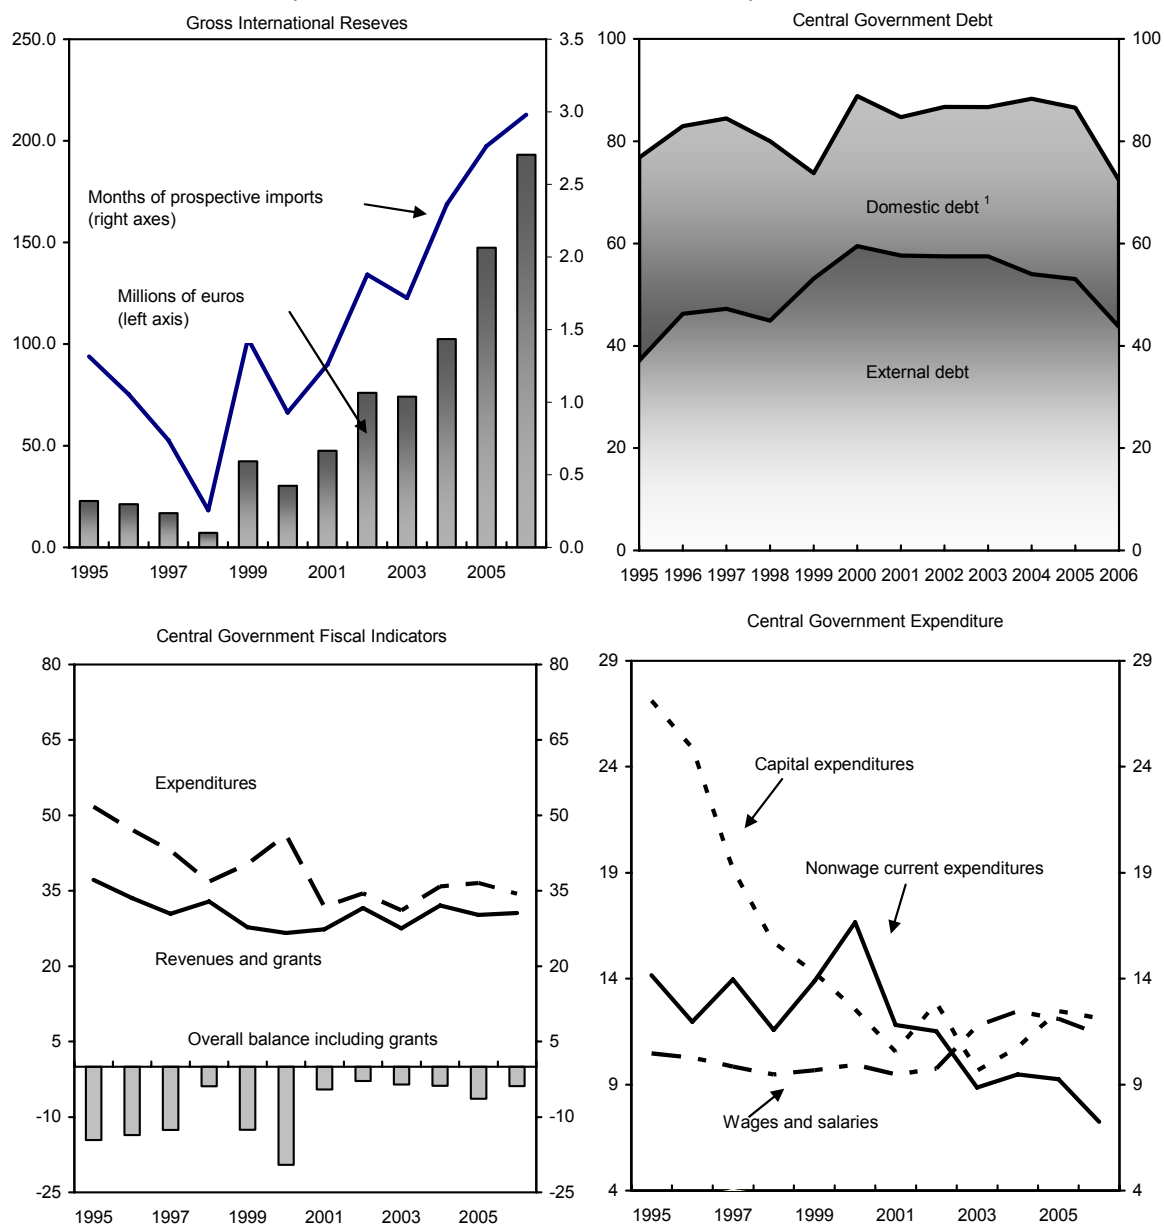 Gross International Reseves
250.0
200.0
150.0
100.0
50.0
0.0
3.5
3.0
2.5
2.0
1.5
1.0
0.5
0.0
Months of prospective imports
(right axes)
Millions of euros
(left axis)
1995 1997 1999 2001 2003 2005
Central Government Debt
100
80
60
40
20
0
100
80
60
40
20
0
Domestic debt 1
External debt
1995 1996 1997 1998 1999 2000 2001 2002 2003 2004 2005 2006
Central Government Fiscal Indicators
80
65
50
35
20
5
-10
-25
80
65
50
35
20
5
-10
-25
Expenditures
Revenues and grants
Overall balance including grants
1995 1997 1999 2001 2003 2005
Central Government Expenditure
29
24
19
14
9
4
29
24
19
14
9
4
Capital expenditures
Nonwage current expenditures
Wages and salaries
1995 1997 1999 2001 2003 2005